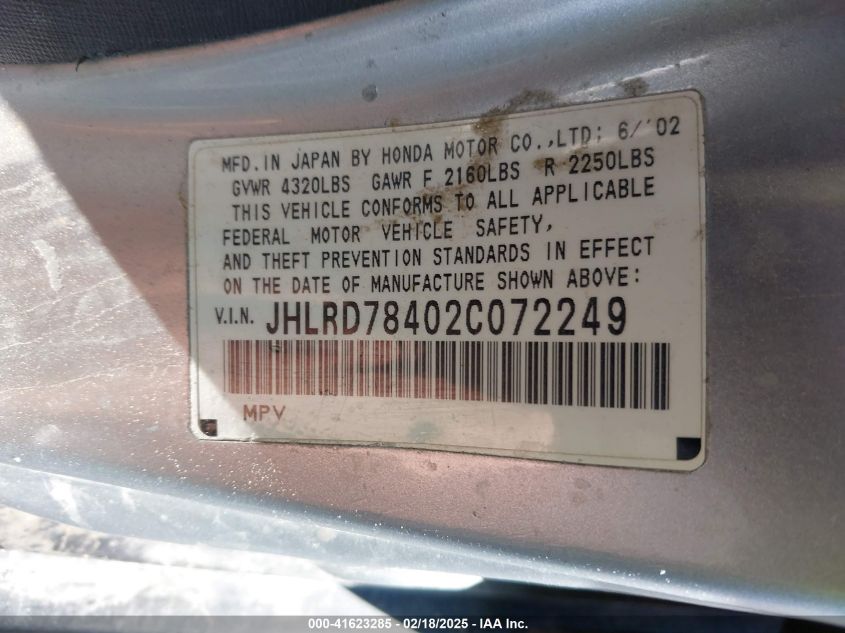 MFD.IN JAPAN BY HONDA MOTOR CO.,LTD; 6/'02
GVWR 4320LBS GAWR F 2160LBS R 2250LBS
THIS VEHICLE CONFORMS TO ALL APPLICABLE
FEDERAL MOTOR VEHICLE SAFETY,
AND THEFT PREVENTION STANDARDS IN EFFECT
ON THE DATE OF MANUFACTURE SHOWN ABOVE:
V.I.N. JHLRD78402C072249
MPV
000-41623285 - 02/18/2025 - IAAI.COM